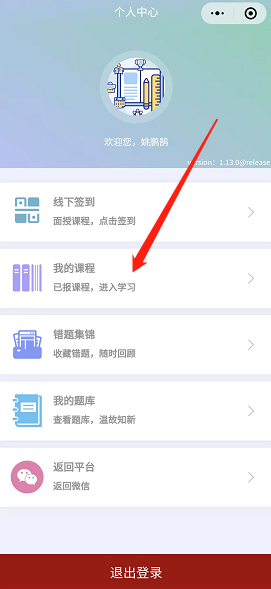 个人中心
欢迎您，姚鹏鹄
version：1.13.0@release
线下签到
面授课程，点击签到
我的课程
已报课程，进入学习
错题集锦
收藏错题，随时回顾
我的题库
查看题库，温故知新
返回平台
返回微信
退出登录